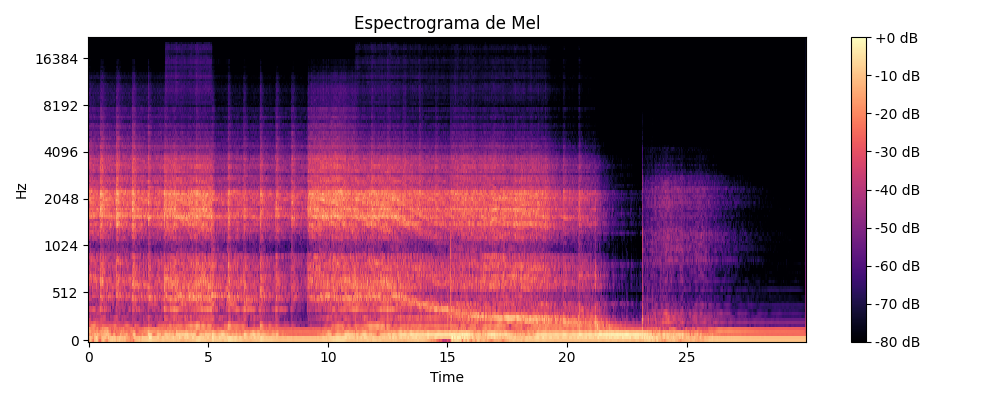 Espectrograma de Mel
Hz
16384
8192
4096
2048
1024
512
0
0 5 10 15 20 25
Time
+0 dB
-10 dB
-20 dB
-30 dB
-40 dB
-50 dB
-60 dB
-70 dB
-80 dB